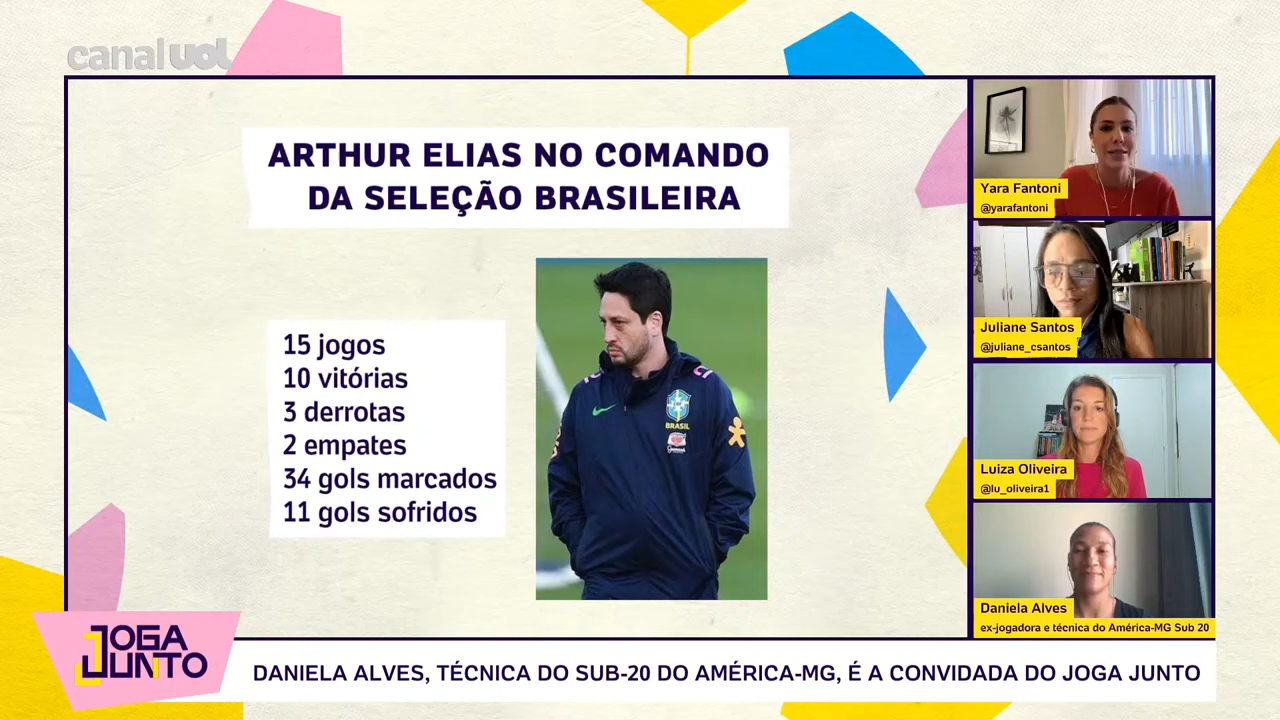 canal uol
ARTHUR ELIAS NO COMANDO
DA SELEÇÃO BRASILEIRA
15 jogos
10 vitórias
3 derrotas
2 empates
34 gols marcados
11 gols sofridos
BRASIL
Yara Fantoni
@yarafantoni
Juliane Santos
@juliane_csantos
Luiza Oliveira
@lu_oliveira1
Daniela Alves
ex-jogadora e técnica do América-MG Sub 20
JOGA
JUNTO
DANIELA ALVES, TÉCNICA DO SUB-20 DO AMÉRICA-MG, É A CONVIDADA DO JOGA JUNTO